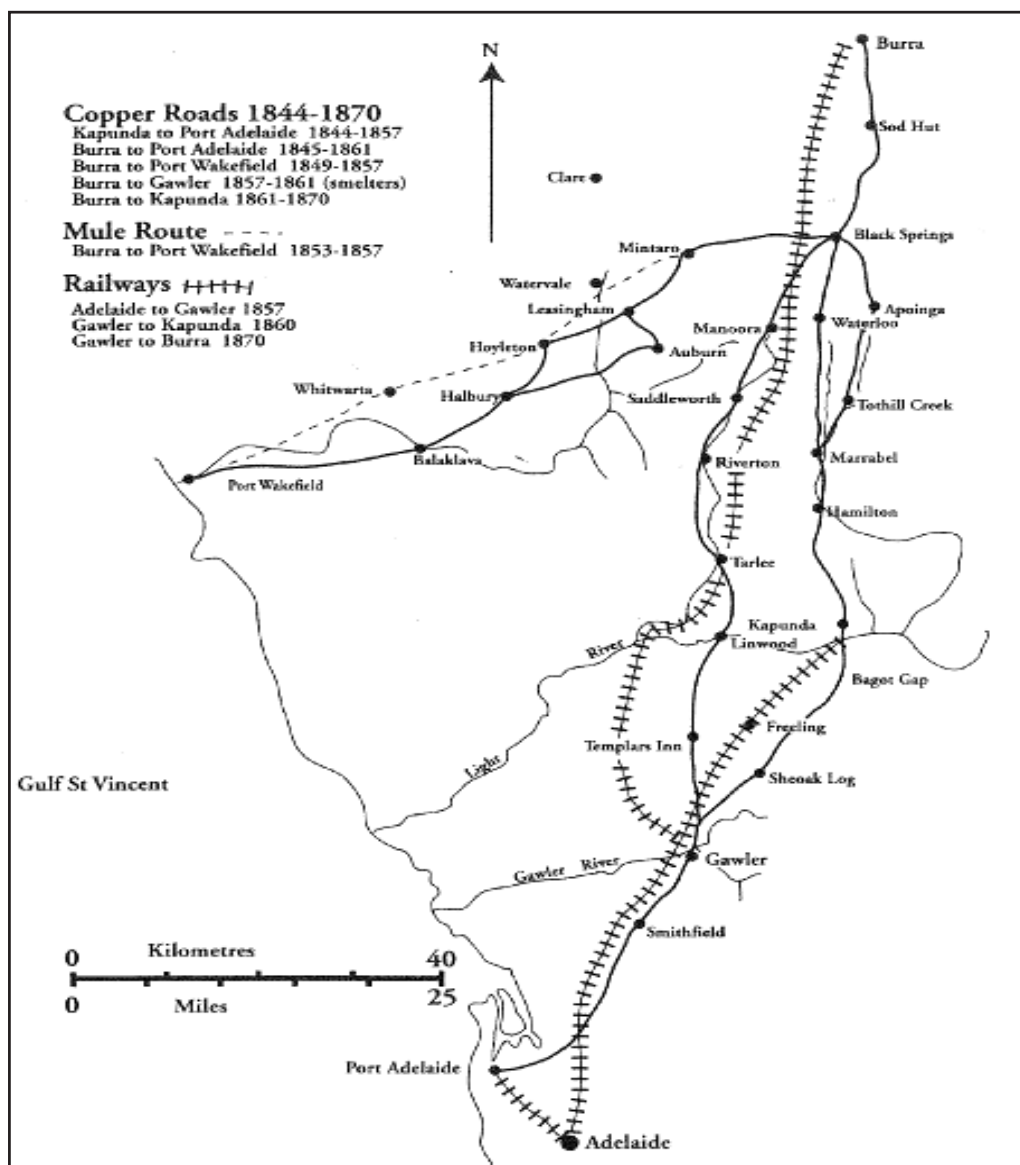 Burra
N
Copper Roads 1844-1870
Kapunda to Port Adelaide 1844-1857
Burra to Port Adelaide 1845-1861
Burra to Port Wakefield 1849-1857
Burra to Gawler 1857-1861 (smelters)
Burra to Kapunda 1861-1870
Sod Hut
Clare
Mule Route
Burra to Port Wakefield 1853-1857
Black Springs
Mintaro
Railways
Adelaide to Gawler 1857
Gawler to Kapunda 1860
Gawler to Burra 1870
Watervale
Leasingham
Apoinga
Manoora
Waterloo
Hoyleton
Auburn
Whitwarta
Halbury
Saddleworth
Tothill Creek
Balaklava
Riverton
Marrabel
Port Wakefield
Hamilton
Tarlee
Kapunda
Linwood
River
Bagot Gap
Freeling
Templars Inn
Light
Sheoak Log
Gulf St Vincent
Gawler
Gawler River
Smithfield
0 Kilometres 40
0 Miles 25
Port Adelaide
Adelaide